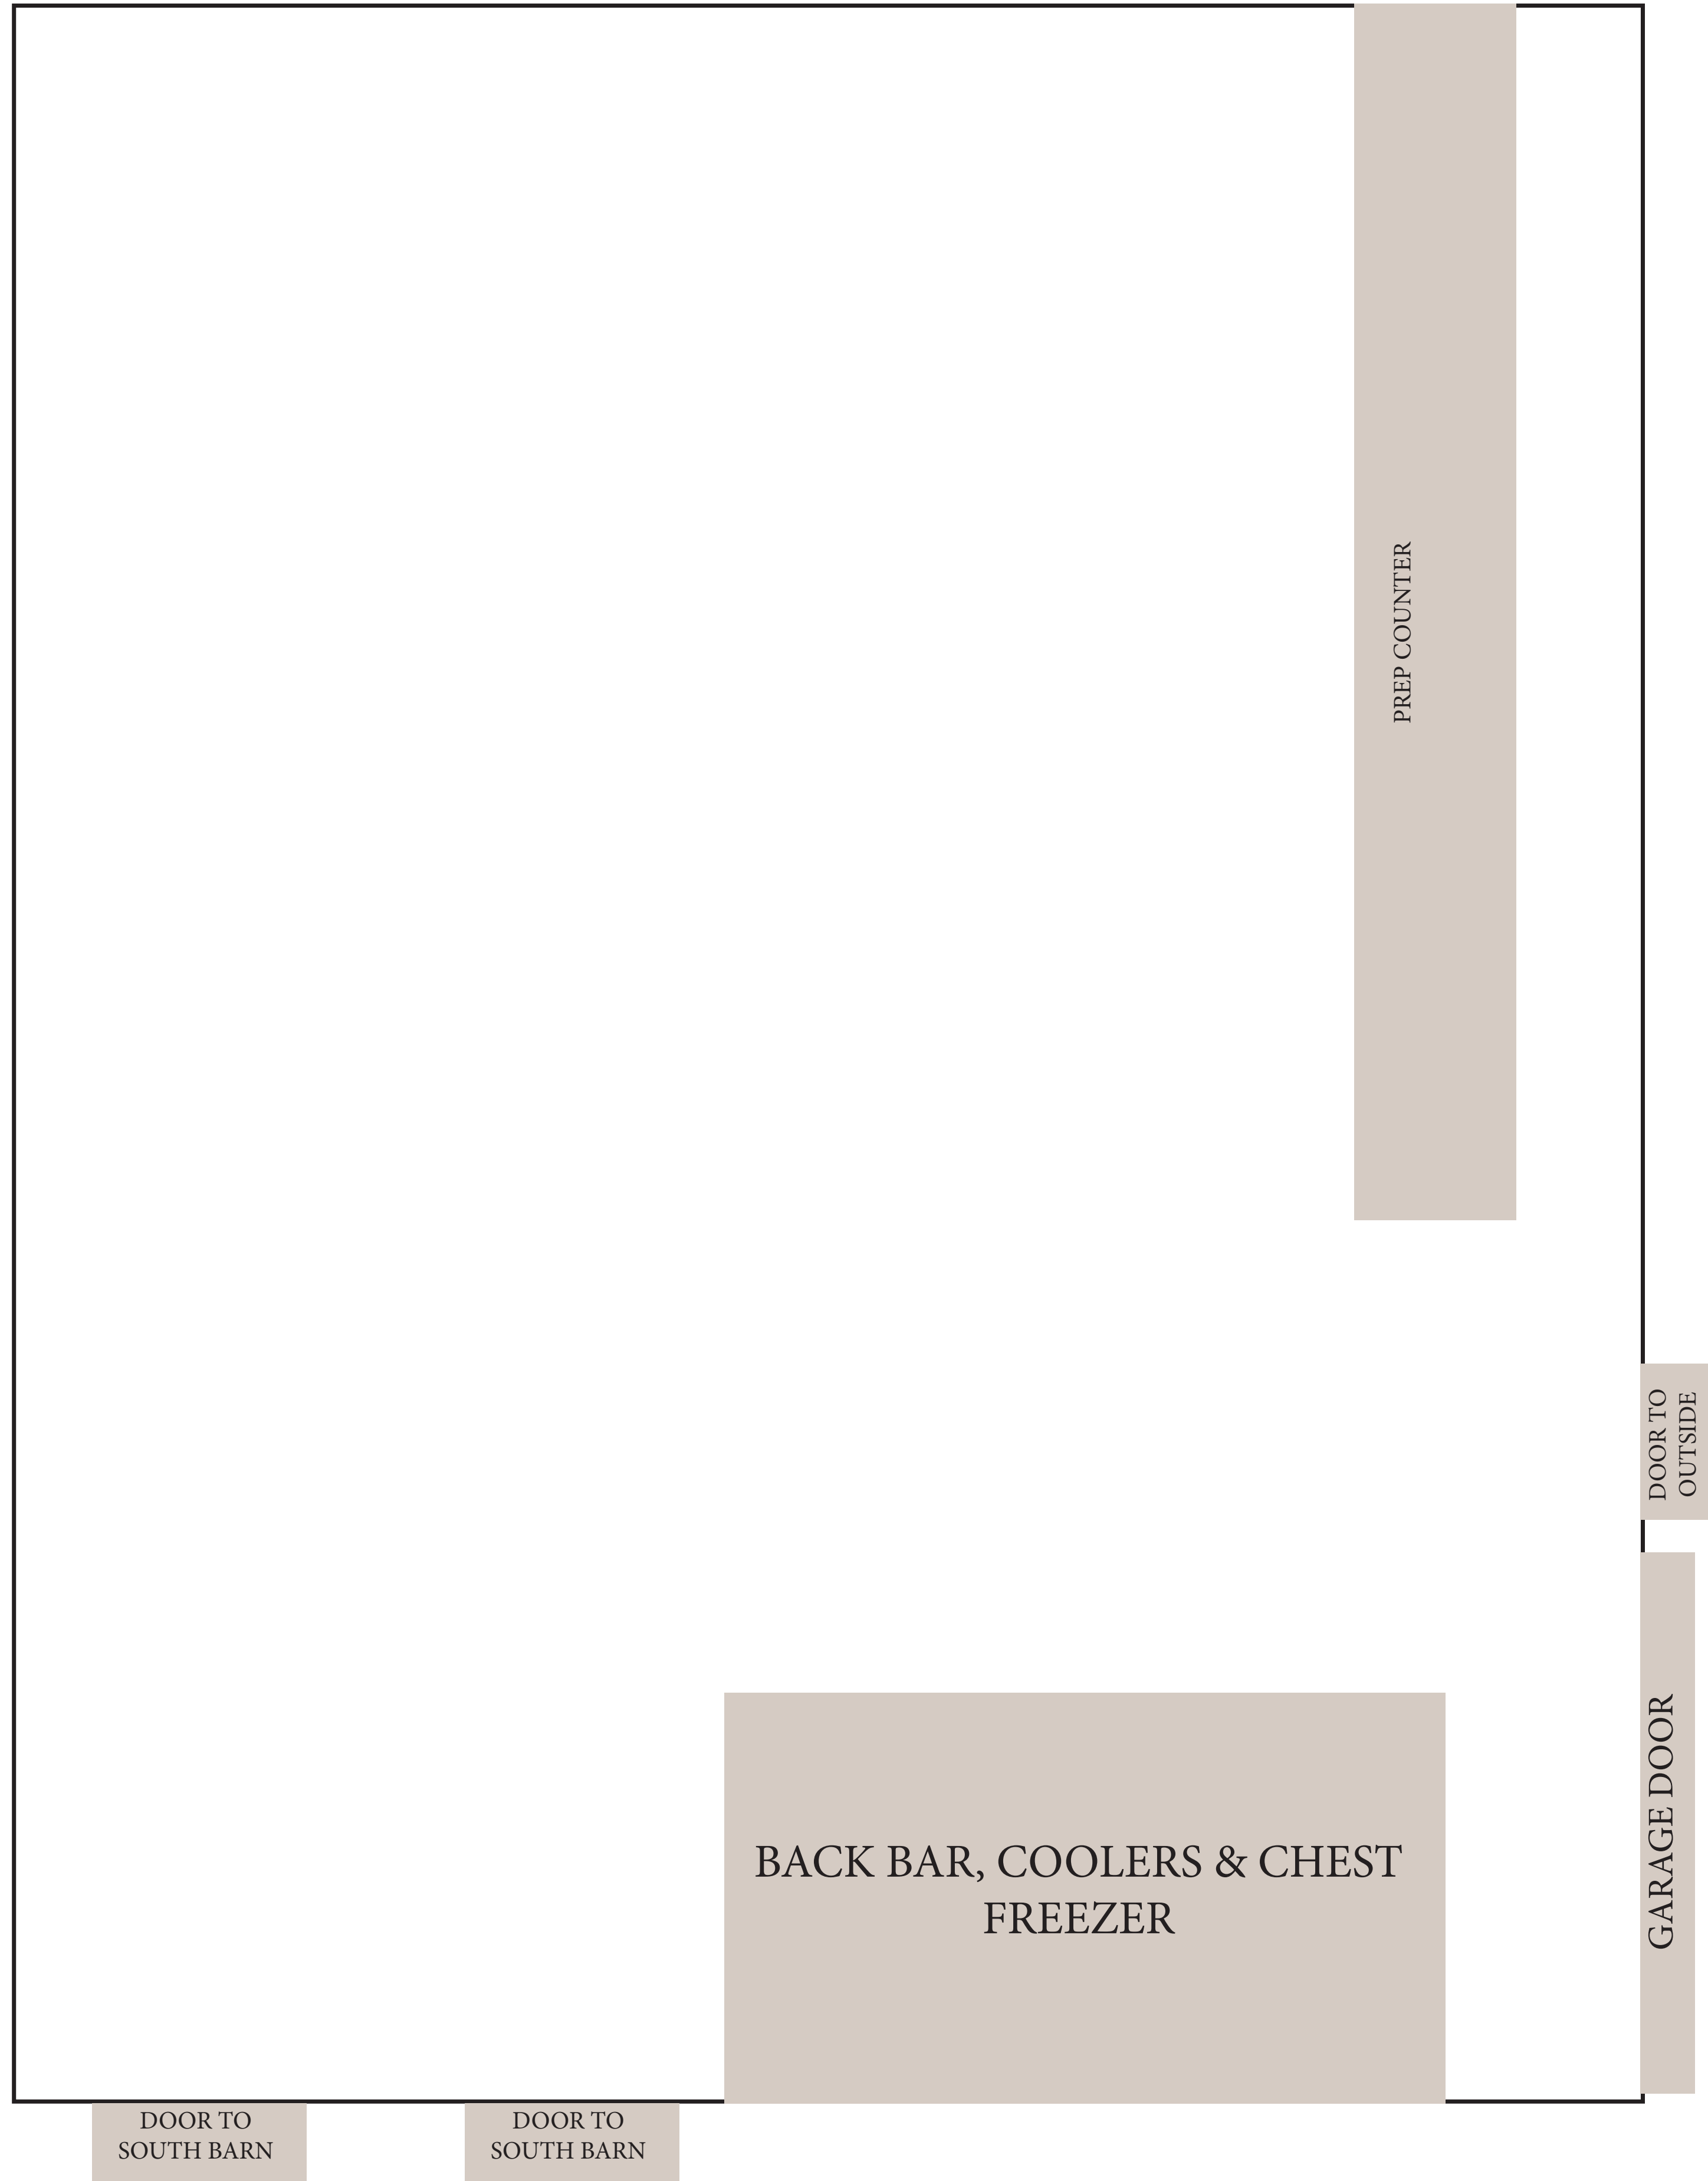 PREP COUNTER
DOOR TO
OUTSIDE
GARAGE DOOR
BACK BAR, COOLERS & CHEST
FREEZER
DOOR TO
SOUTH BARN
DOOR TO
SOUTH BARN